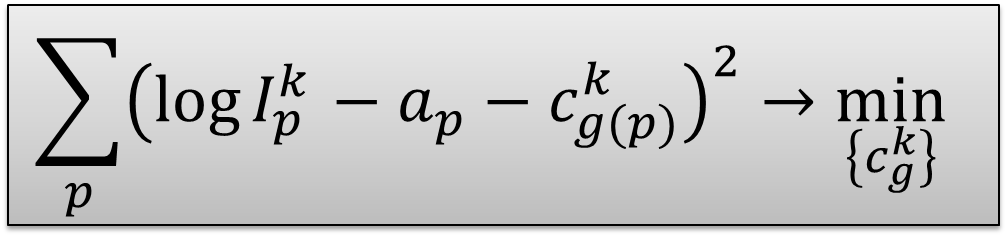 ∑_p (log I_p^k − a_p − c_{g(p)}^k)^2 → min_{{c_g^k}}